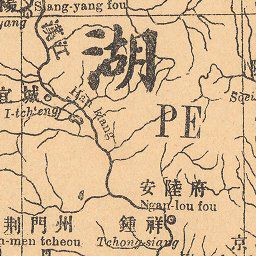 Siang-yang fou
漢江
湖
宜城
I-tch'eng
Han kiang
PE
安陸府
Ngan-lou fou
荆門州
n-men tcheou
鍾祥
Tchong-siang
京